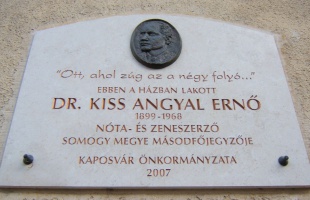 "Ott, ahol zúg az a négy folyó..."
EBBEN A HÁZBAN LAKOTT
DR. KISS ANGYAL ERNŐ
1899-1968
NÓTA- ÉS ZENESZERZŐ
SOMOGY MEGYE MÁSODFŐJEGYZŐJE
KAPOSVÁR ÖNKORMÁNYZATA
2007